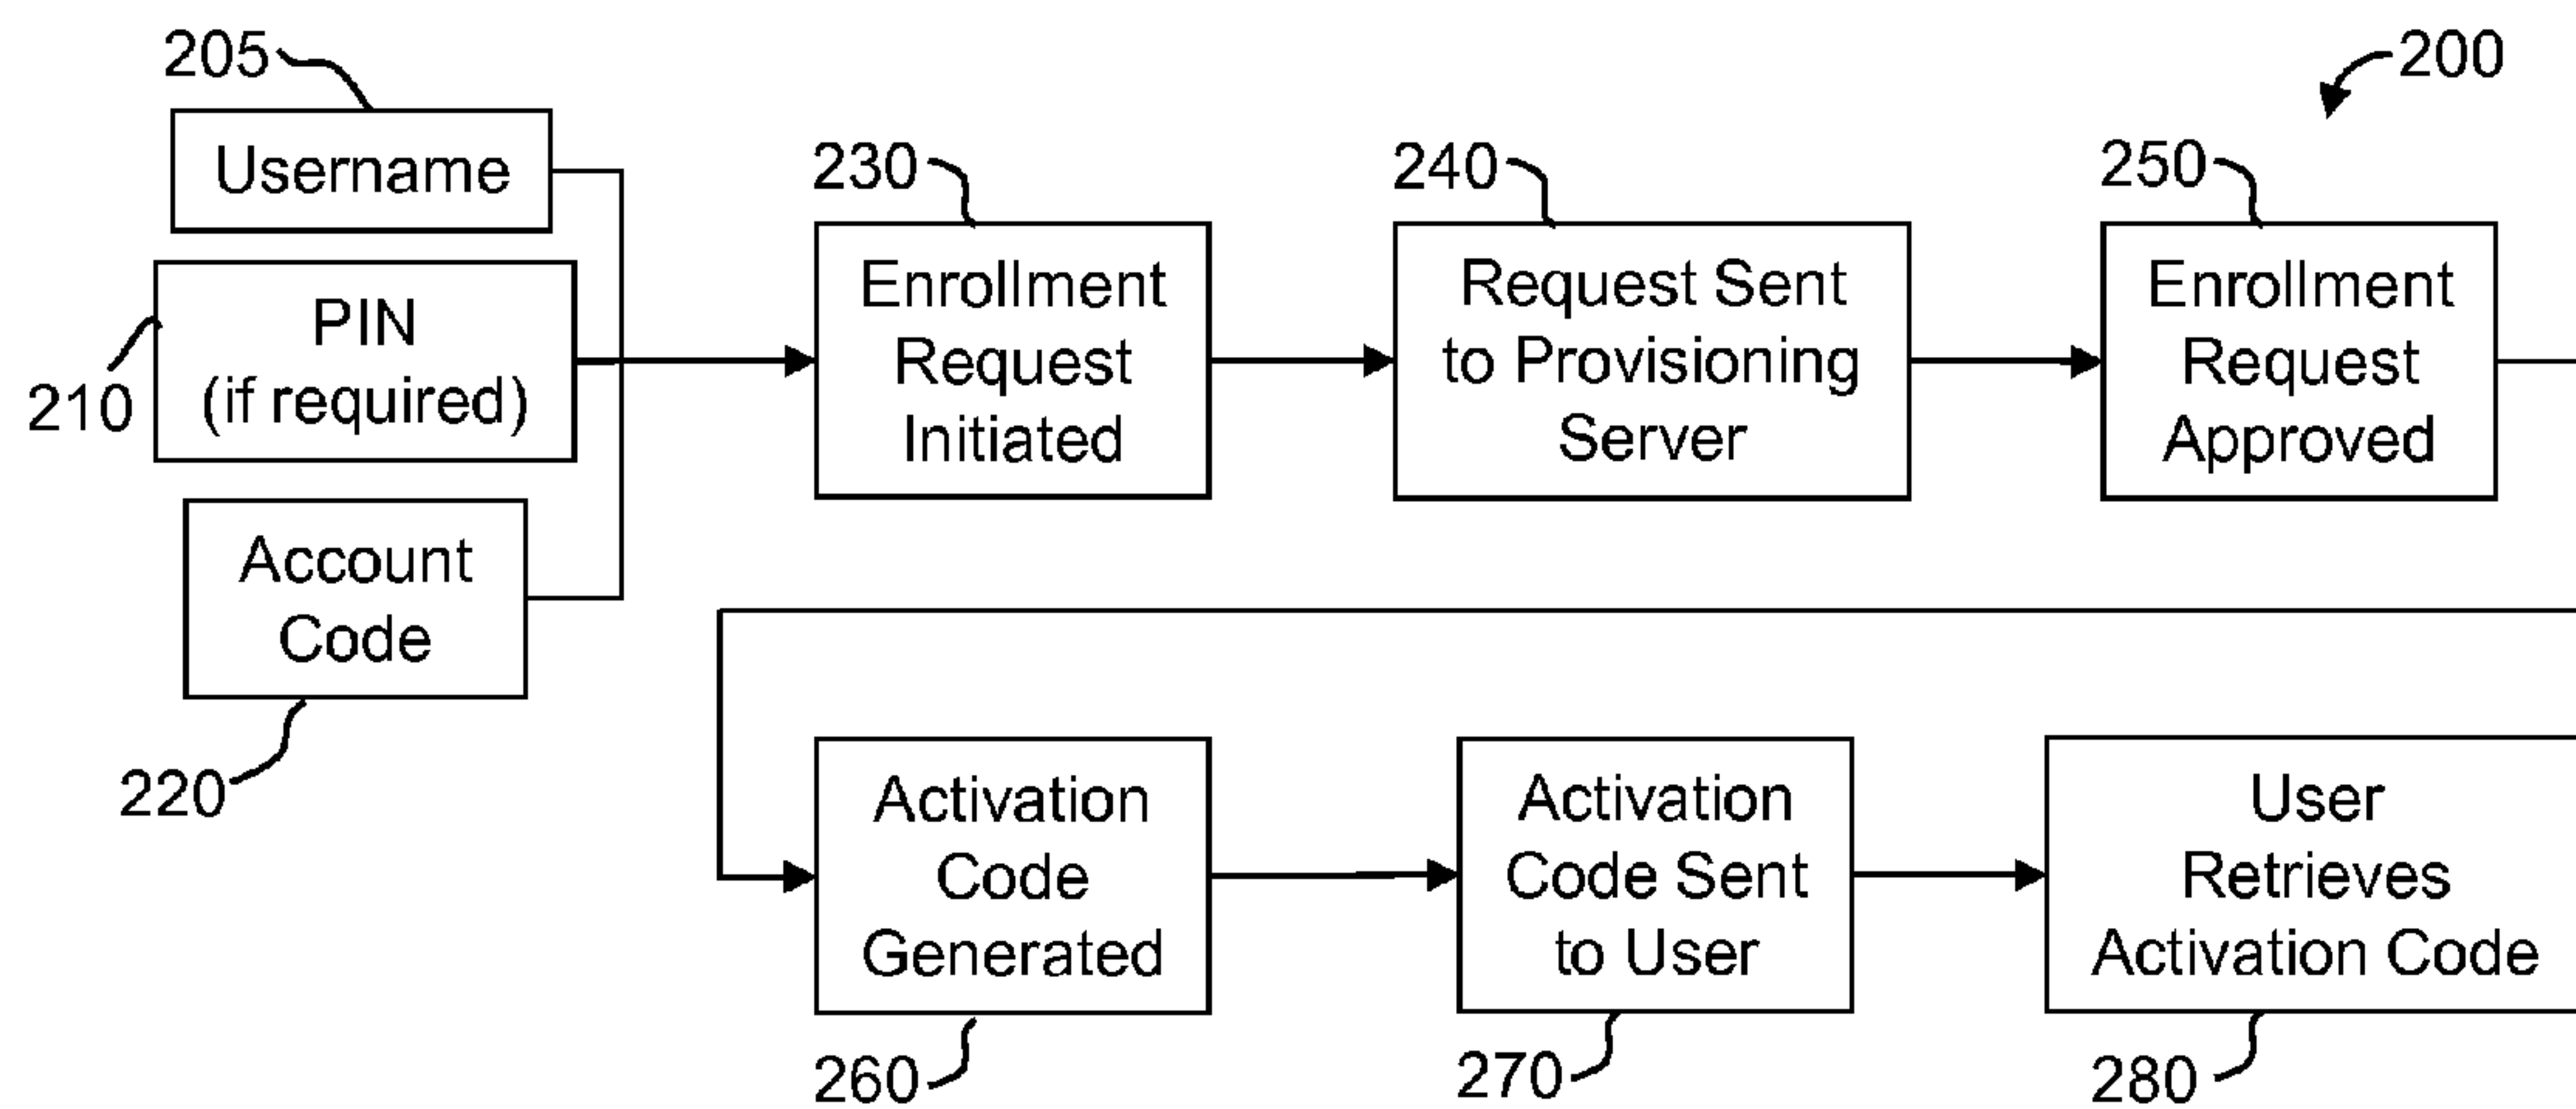 205
200
Username
230
240
250
PIN
(if required)
210
Enrollment
Request
Initiated
Request Sent
to Provisioning
Server
Enrollment
Request
Approved
Account
Code
220
Activation
Code
Generated
Activation
Code Sent
to User
User
Retrieves
Activation Code
260
270
280